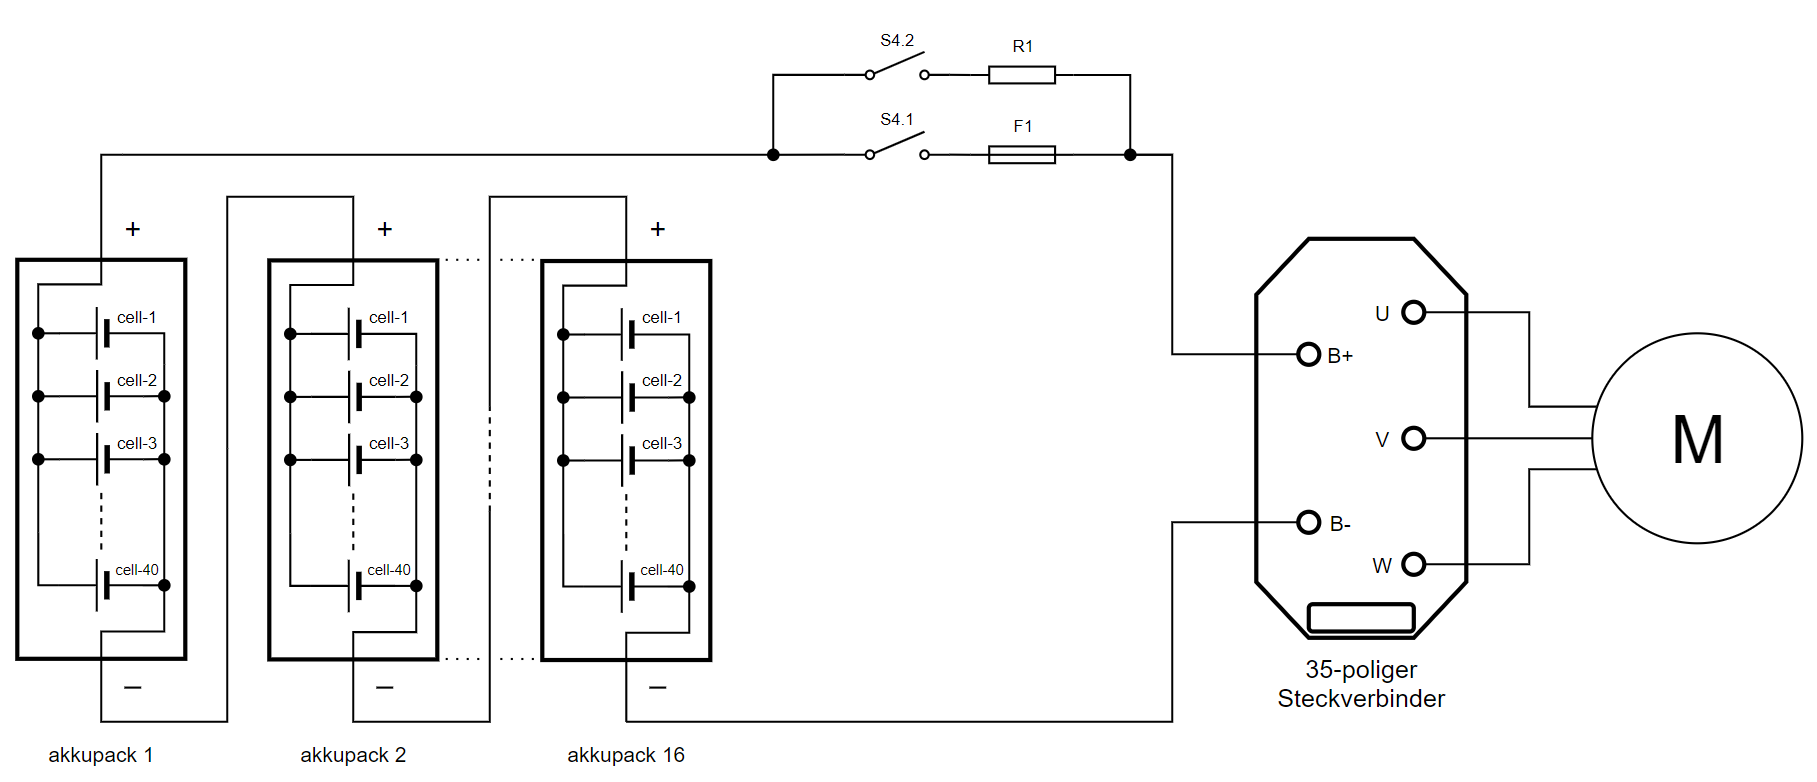 S4.2
R1
S4.1
F1
+
+
+
cell-1
cell-2
cell-3
cell-40
–
akkupack 1
cell-1
cell-2
cell-3
cell-40
–
akkupack 2
cell-1
cell-2
cell-3
cell-40
–
akkupack 16
U
B+
V
B-
W
M
35-poliger
Steckverbinder